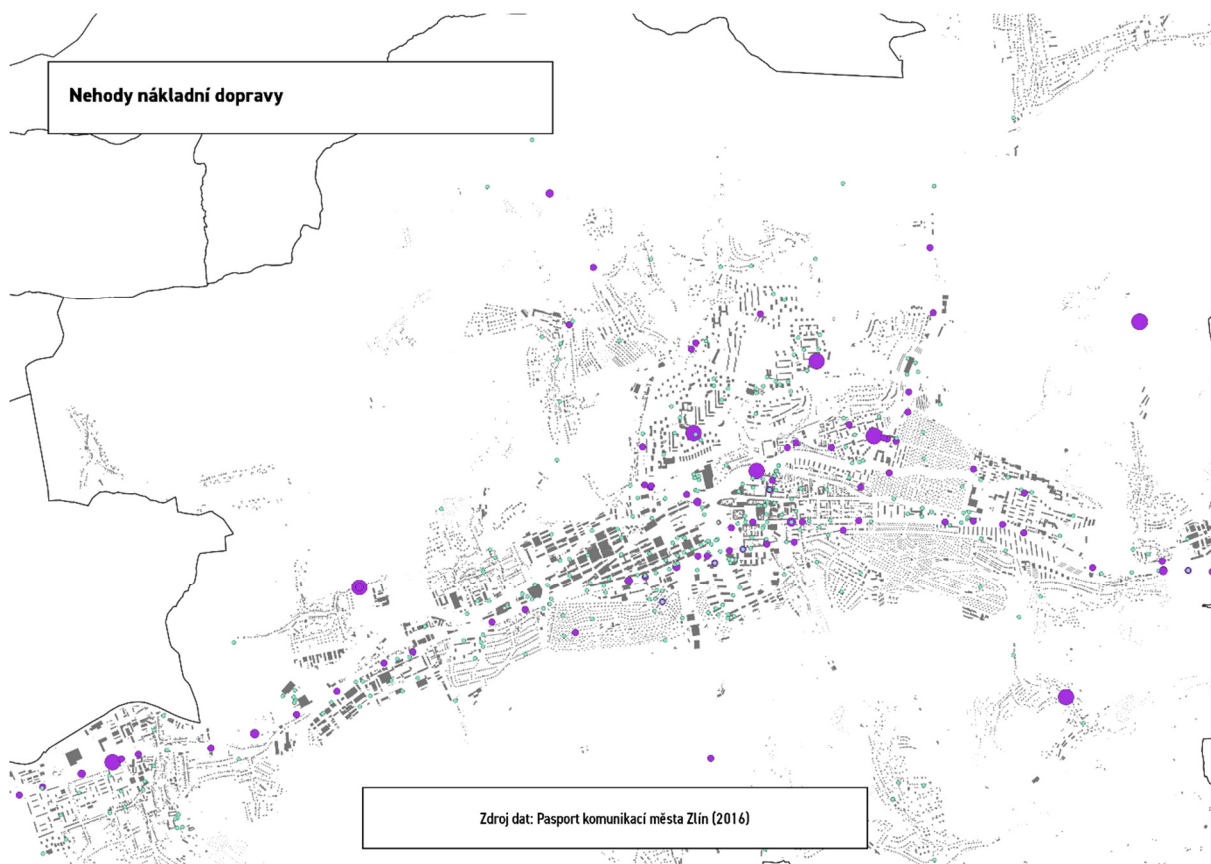 Nehody nákladní dopravy
Zdroj dat: Pasport komunikací města Zlín (2016)